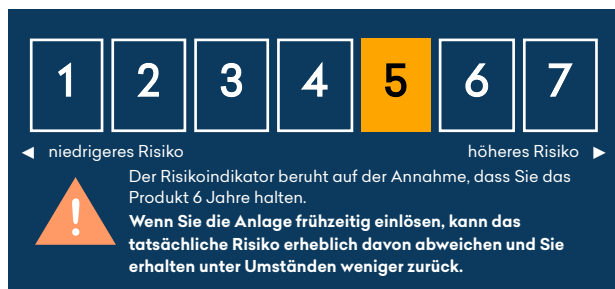 1 2 3 4 5 6 7
◄ niedrigeres Risiko höheres Risiko ►
Der Risikoindikator beruht auf der Annahme, dass Sie das
Produkt 6 Jahre halten.
!
Wenn Sie die Anlage frühzeitig einlösen, kann das
tatsächliche Risiko erheblich davon abweichen und Sie
erhalten unter Umständen weniger zurück.